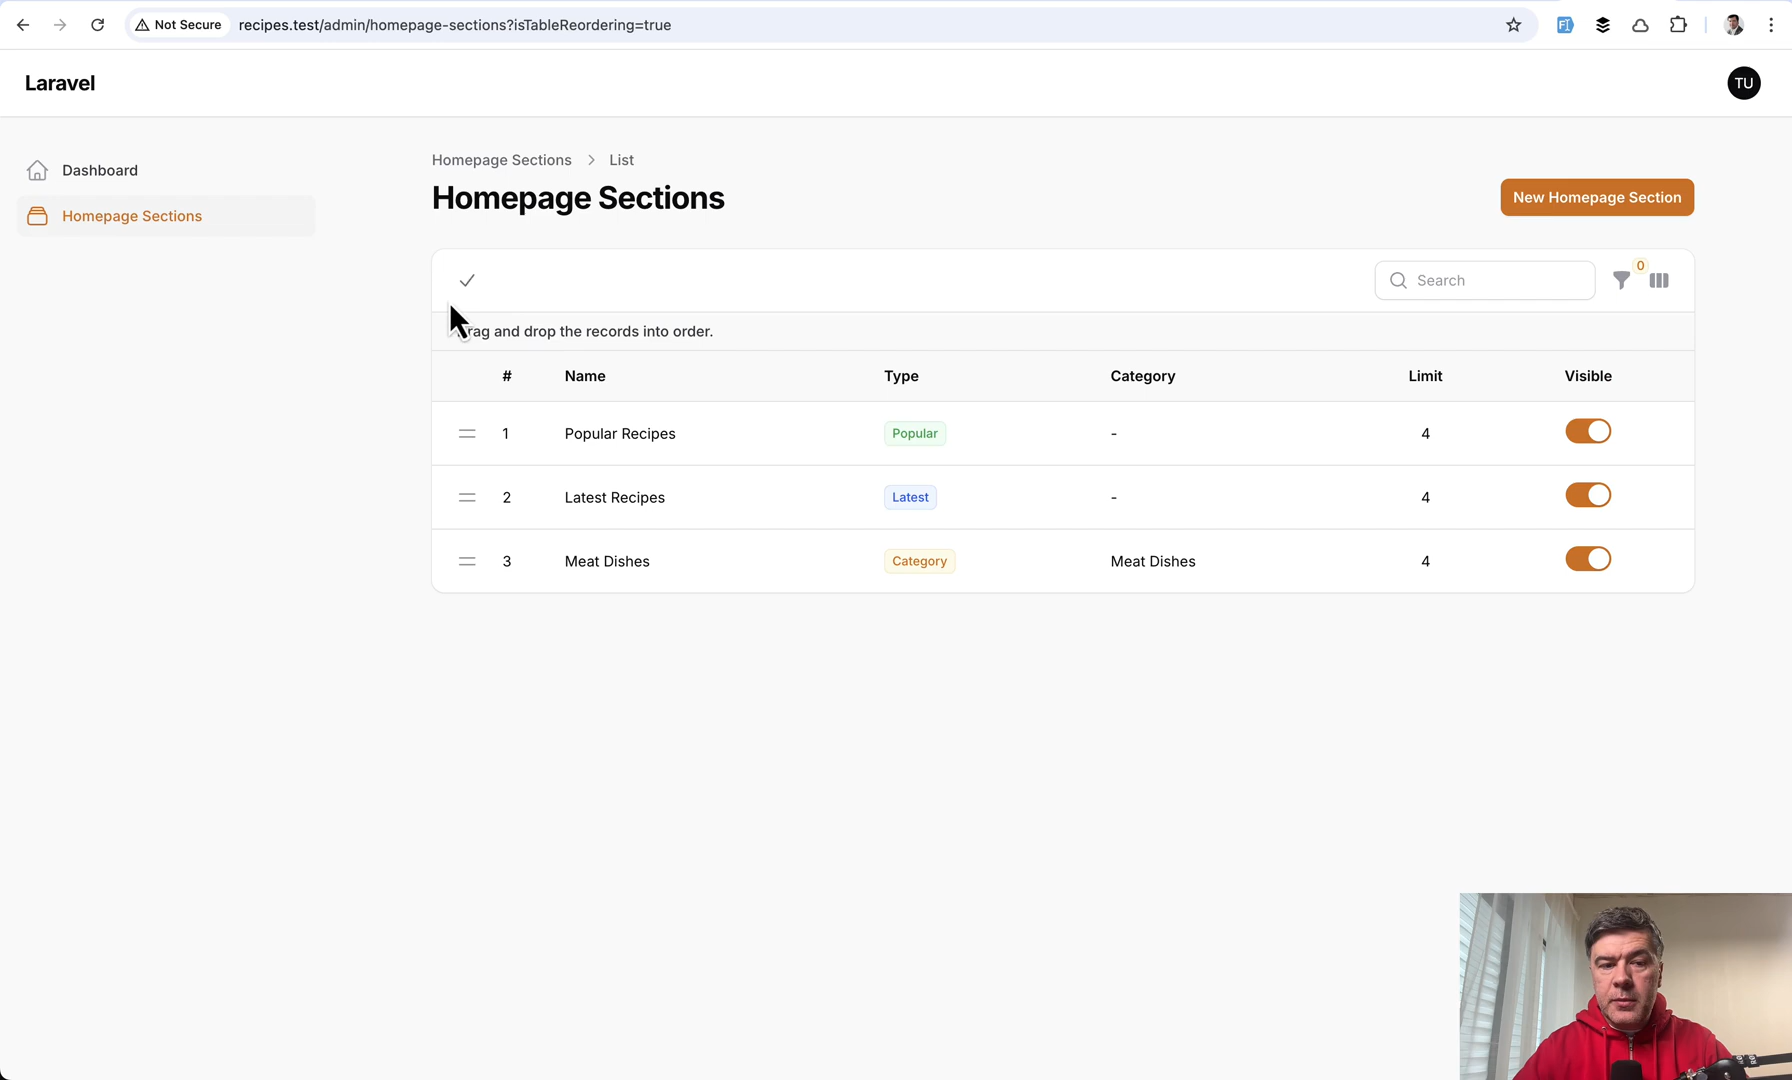 Not Secure
recipes.test/admin/homepage-sections?isTableReordering=true
Laravel
TU
Dashboard
Homepage Sections
Homepage Sections > List
Homepage Sections
New Homepage Section
Search
0
rag and drop the records into order.
# Name Type Category Limit Visible
1 Popular Recipes Popular - 4
2 Latest Recipes Latest - 4
3 Meat Dishes Category Meat Dishes 4